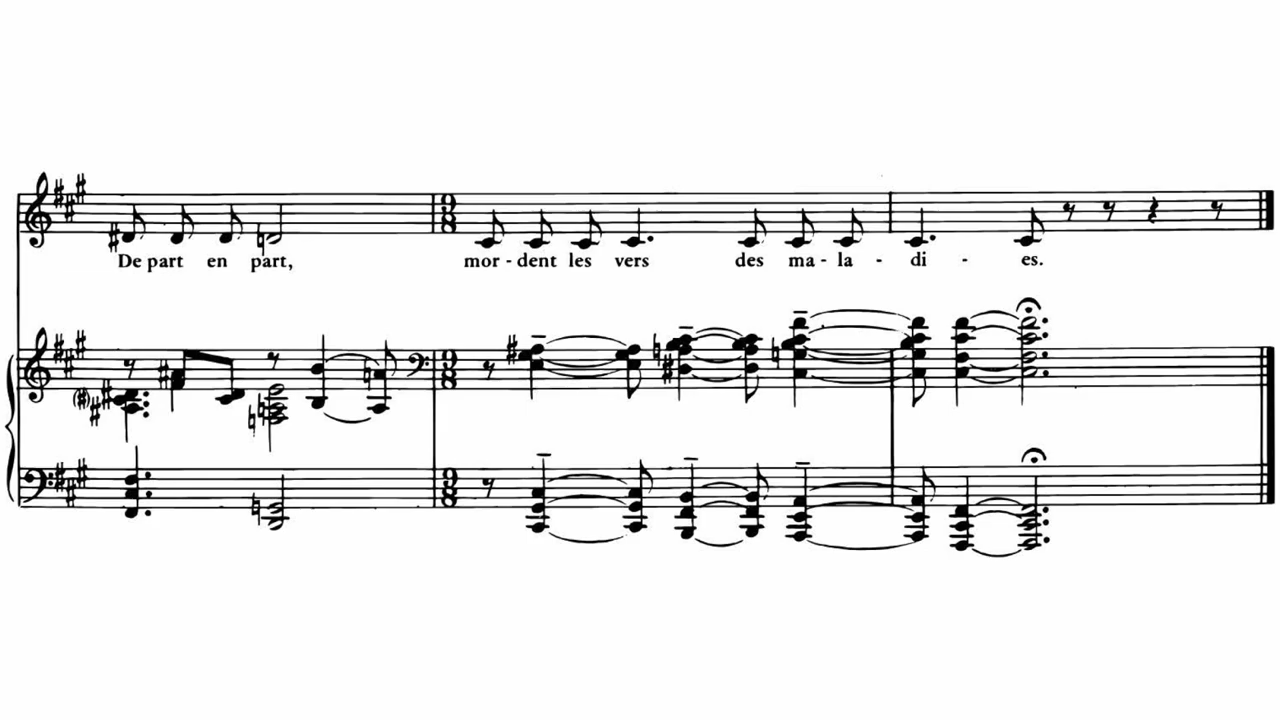 De part en part, mor - dent les vers des ma - la - di - es.